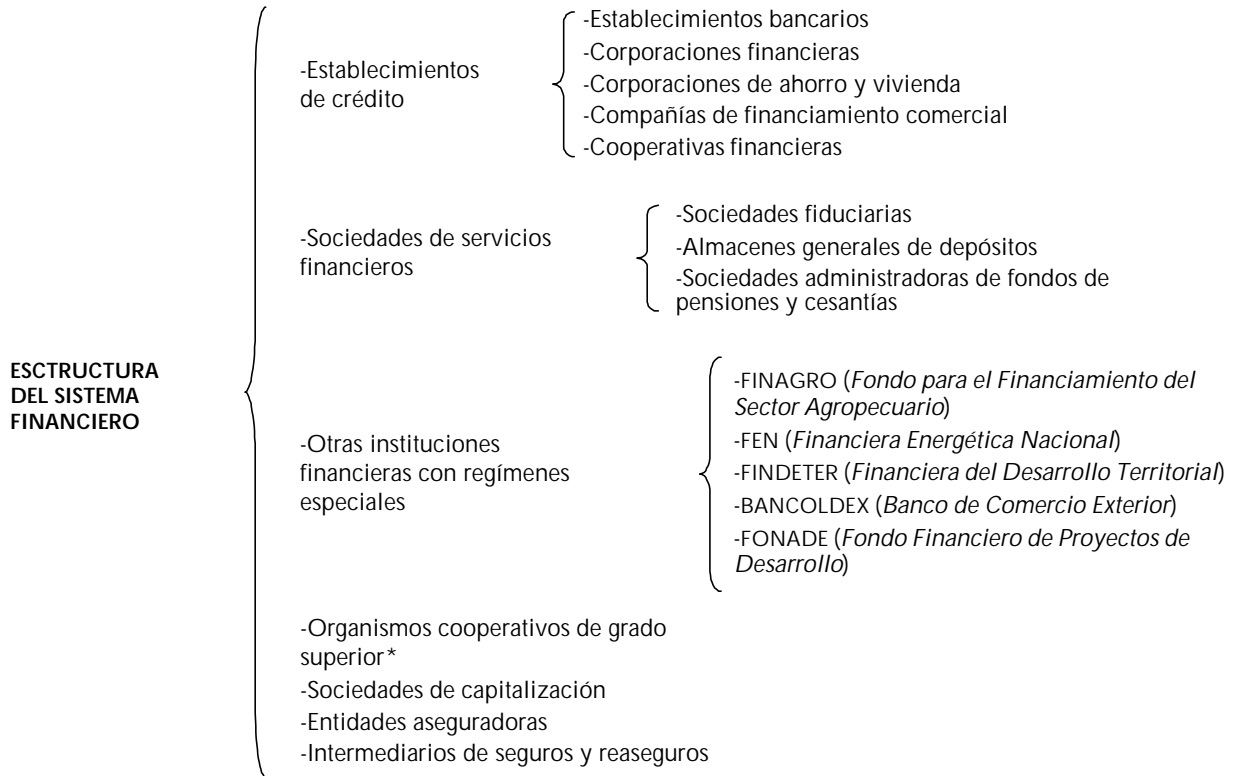 ESCTRUCTURA
DEL SISTEMA
FINANCIERO
-Establecimientos
de crédito
-Establecimientos bancarios
-Corporaciones financieras
-Corporaciones de ahorro y vivienda
-Compañías de financiamiento comercial
-Cooperativas financieras
-Sociedades de servicios
financieros
-Sociedades fiduciarias
-Almacenes generales de depósitos
-Sociedades administradoras de fondos de
pensiones y cesantías
-Otras instituciones
financieras con regímenes
especiales
-FINAGRO (Fondo para el Financiamiento del
Sector Agropecuario)
-FEN (Financiera Energética Nacional)
-FINDETER (Financiera del Desarrollo Territorial)
-BANCOLDEX (Banco de Comercio Exterior)
-FONADE (Fondo Financiero de Proyectos de
Desarrollo)
-Organismos cooperativos de grado
superior*
-Sociedades de capitalización
-Entidades aseguradoras
-Intermediarios de seguros y reaseguros